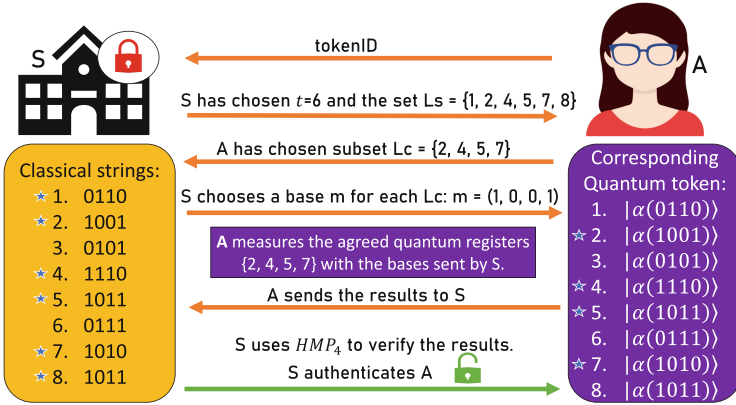 tokenID
S
A
S has chosen t=6 and the set Ls = {1, 2, 4, 5, 7, 8}
A has chosen subset Lc = {2, 4, 5, 7}
S chooses a base m for each Lc: m = (1, 0, 0, 1)
A measures the agreed quantum registers
{2, 4, 5, 7} with the bases sent by S.
A sends the results to S
S uses HMP₄ to verify the results.
S authenticates A
Classical strings:
1. 0110
2. 1001
3. 0101
4. 1110
5. 1011
6. 0111
7. 1010
8. 1011
Corresponding
Quantum token:
1. |α(0110)⟩
2. |α(1001)⟩
3. |α(0101)⟩
4. |α(1110)⟩
5. |α(1011)⟩
6. |α(0111)⟩
7. |α(1010)⟩
8. |α(1011)⟩